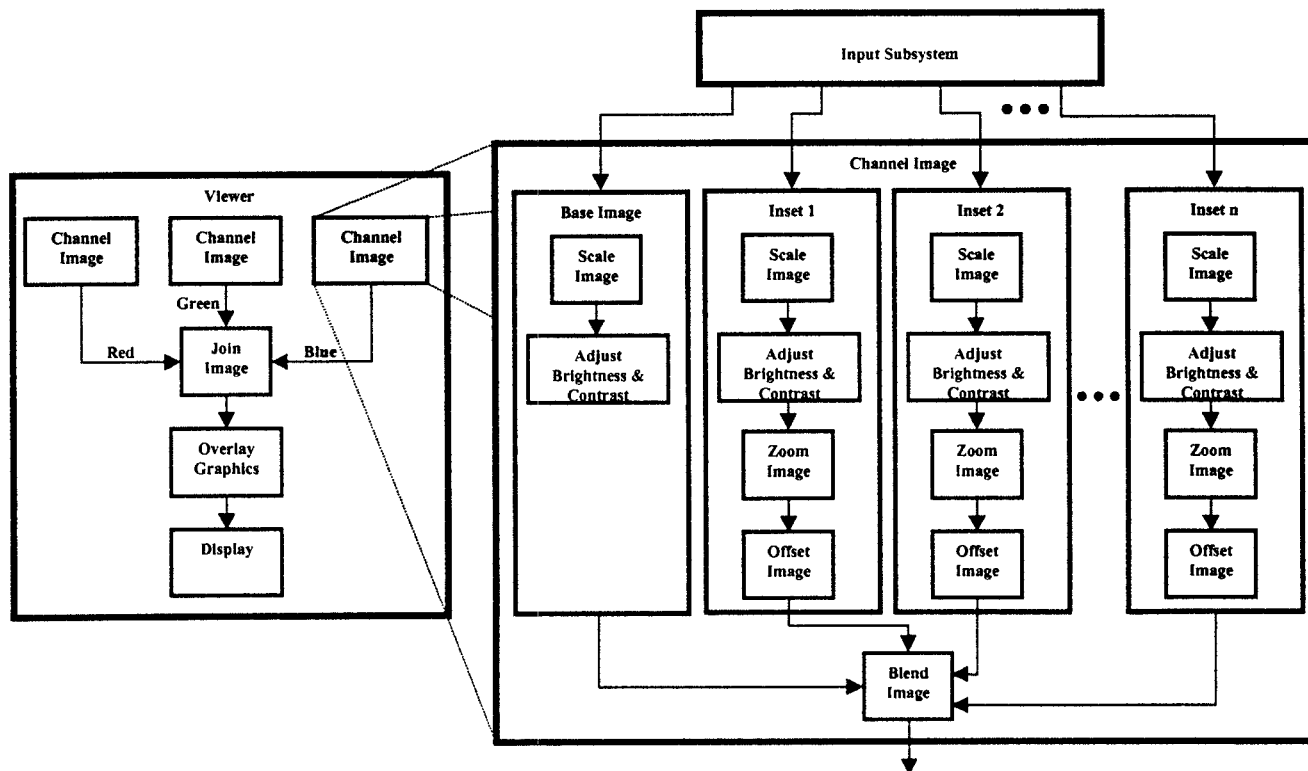 Input Subsystem
Viewer
Channel
Image
Channel
Image
Channel
Image
Green
Red
Blue
Join
Image
Overlay
Graphics
Display
Channel Image
Base Image
Scale
Image
Adjust
Brightness &
Contrast
Inset 1
Scale
Image
Adjust
Brightness &
Contrast
Zoom
Image
Offset
Image
Inset 2
Scale
Image
Adjust
Brightness &
Contrast
Zoom
Image
Offset
Image
Inset n
Scale
Image
Adjust
Brightness &
Contrast
Zoom
Image
Offset
Image
Blend
Image